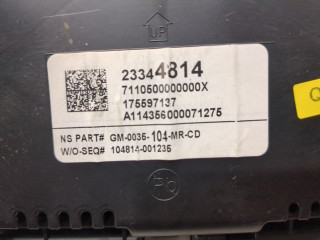 UP
23344814
7110500000000X
175597137
A114356000071275
NS PART# GM-0035-104-MR-CD
W/O-SEQ# 104814-001235